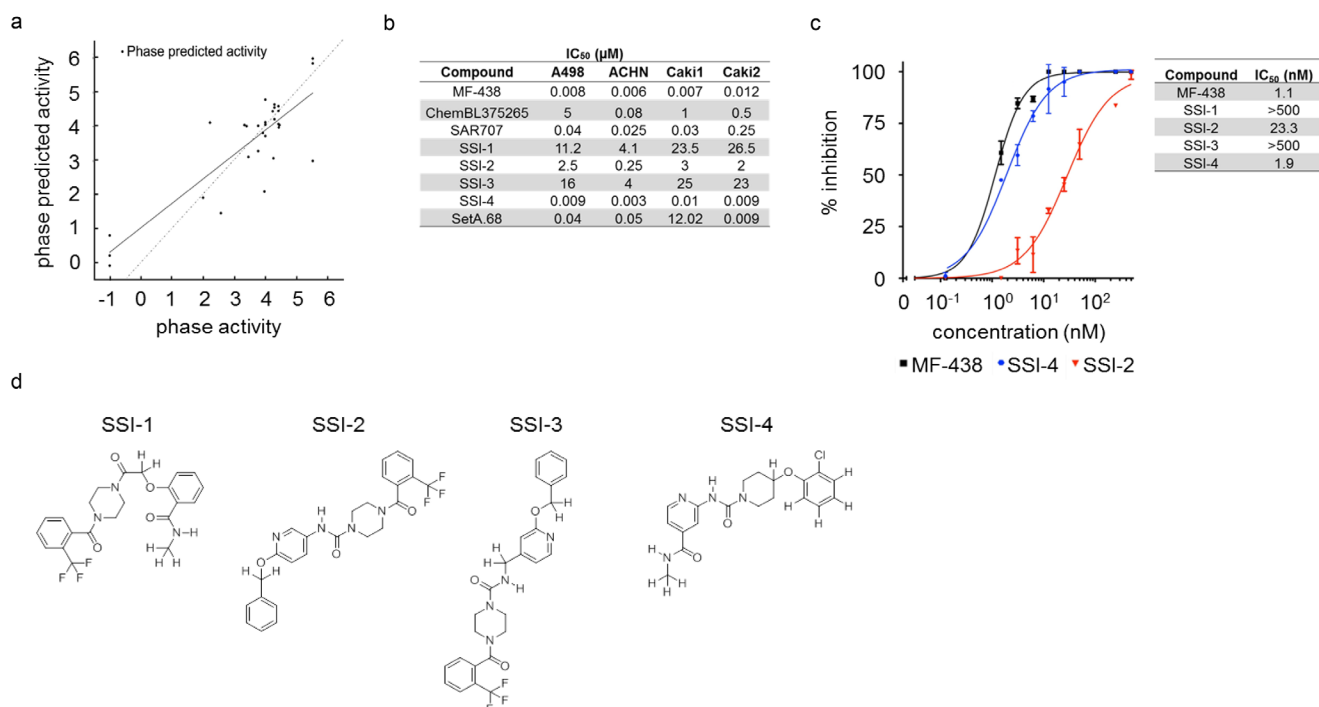 a
Phase predicted activity
phase predicted activity
6
5
4
3
2
1
0
-1 0 1 2 3 4 5 6
phase activity
b
IC50 (µM)
Compound A498 ACHN Caki1 Caki2
MF-438 0.008 0.006 0.007 0.012
ChemBL375265 5 0.08 1 0.5
SAR707 0.04 0.025 0.03 0.25
SSI-1 11.2 4.1 23.5 26.5
SSI-2 2.5 0.25 3 2
SSI-3 16 4 25 23
SSI-4 0.009 0.003 0.01 0.009
SetA.68 0.04 0.05 12.02 0.009
c
% inhibition
100
75
50
25
0
0 10-1 100 101 102
concentration (nM)
MF-438 SSI-4 SSI-2
Compound IC50 (nM)
MF-438 1.1
SSI-1 >500
SSI-2 23.3
SSI-3 >500
SSI-4 1.9
d
SSI-1
O H H
N O
N
O O
N H
F F F
H H H
SSI-2
F F F
N O
H N
N O
N
O H H
SSI-3
H H
O
N
H H
N H
O
N
N
O
F F
SSI-4
Cl
H O H
N H N N H H
O H
H N O
H H H